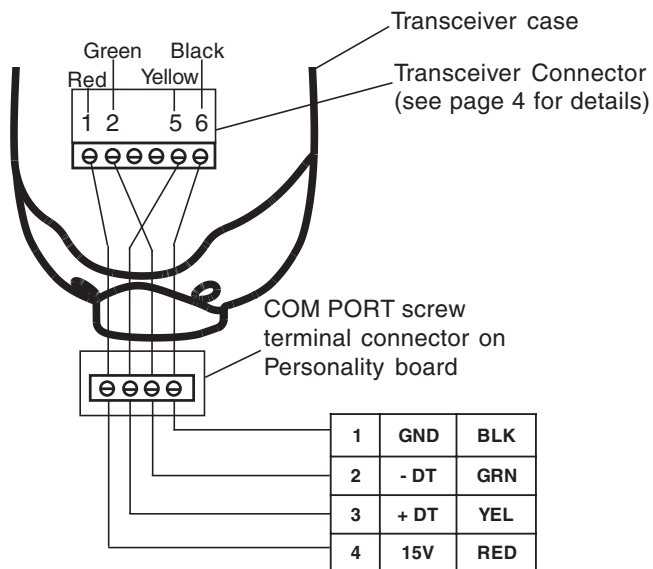 Transceiver case
Green Black
Red Yellow
Transceiver Connector
(see page 4 for details)
1 2 5 6
COM PORT screw
terminal connector on
Personality board
1 GND BLK
2 - DT GRN
3 + DT YEL
4 15V RED